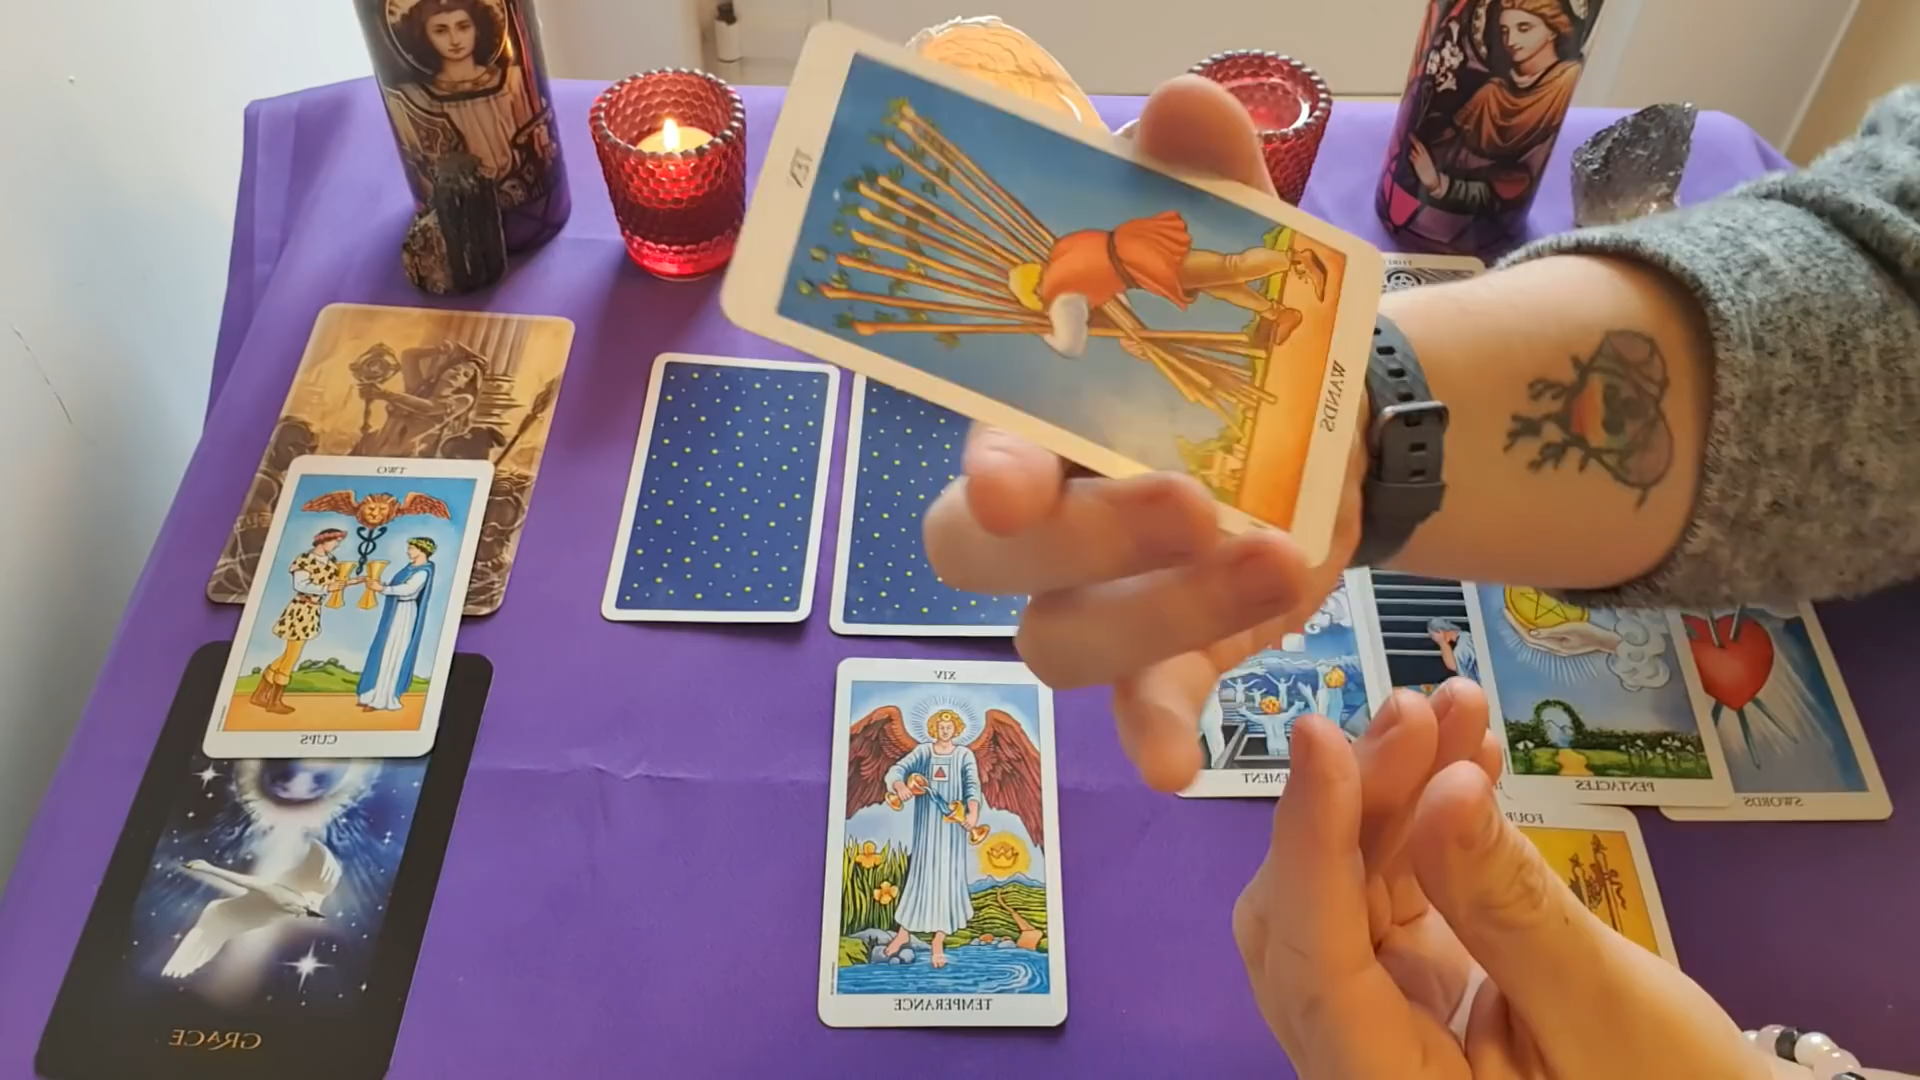 TEN
WANDS
TWO
CUPS
XIV
TEMPERANCE
GRACE
PENTACLES
SWORDS
FOUR